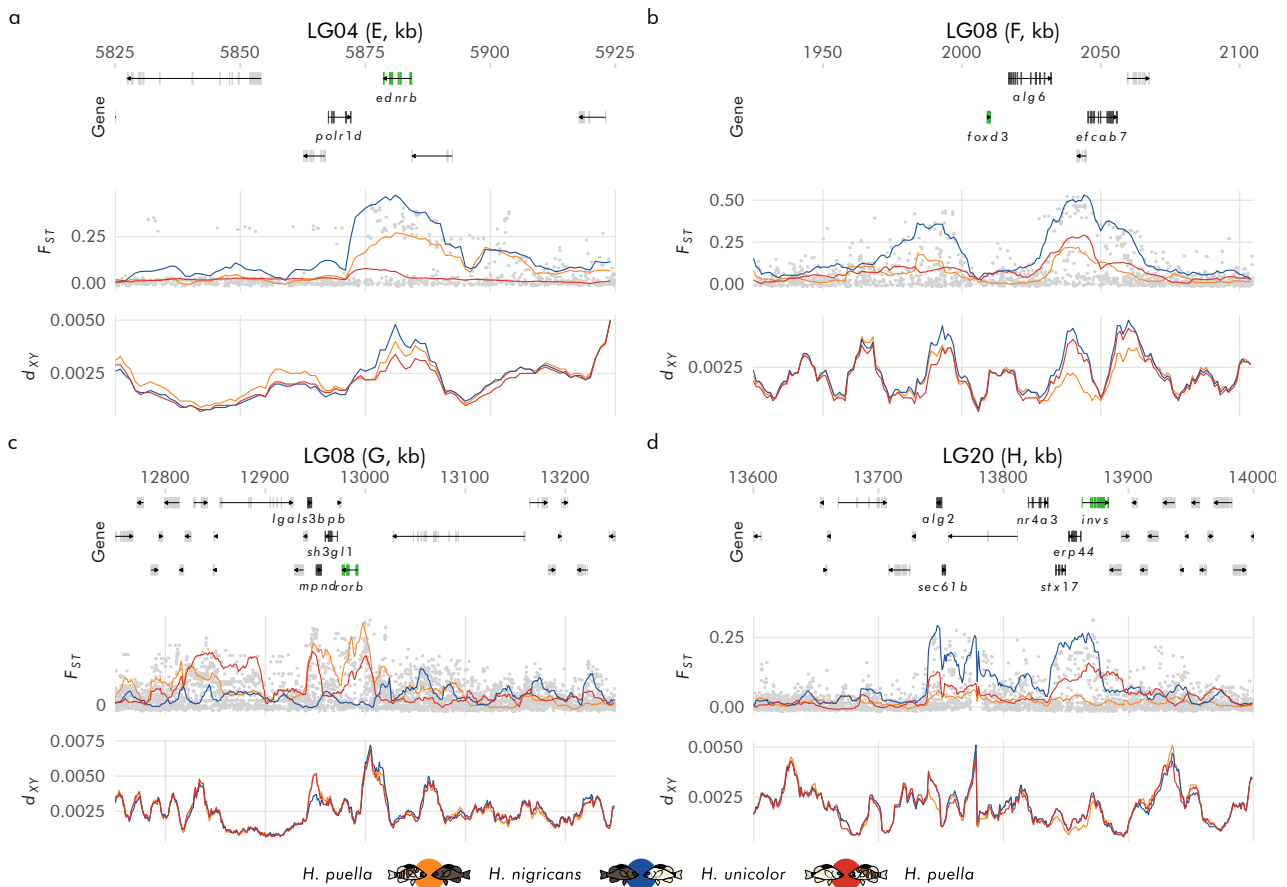 a
LG04 (E, kb)
5825 5850 5875 5900 5925
Gene
ednrb
polr1d
FST
0.25
0.00
dXY
0.0050
0.0025
b
LG08 (F, kb)
1950 2000 2050 2100
Gene
alg6
foxd3 efcab7
FST
0.50
0.25
0.00
dXY
0.0025
c
LG08 (G, kb)
12800 12900 13000 13100 13200
Gene
lgals3bpb
sh3gl1
mpnd rorb
FST
0
dXY
0.0075
0.0050
0.0025
d
LG20 (H, kb)
13600 13700 13800 13900 14000
Gene
alg2 nr4a3 invs
erp44
sec61b stx17
FST
0.25
0.00
dXY
0.0050
0.0025
H. puella H. nigricans H. unicolor H. puella